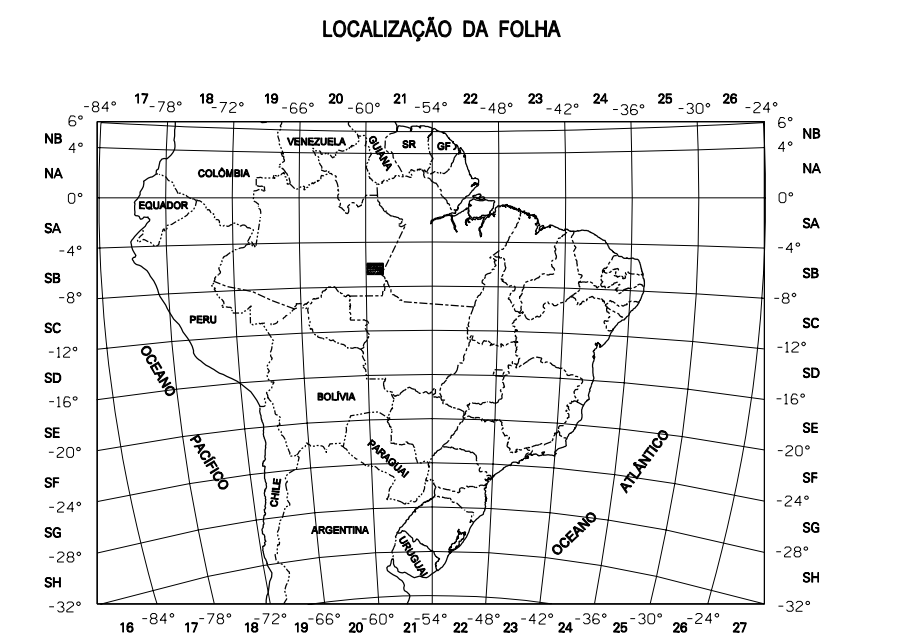 LOCALIZAÇÃO DA FOLHA
17 18 19 20 21 22 23 24 25 26
-84° -78° -72° -66° -60° -54° -48° -42° -36° -30° -24°
6° 6°
NB NB
4° 4°
VENEZUELA GUIANA SR GF
NA COLÔMBIA NA
0° 0°
EQUADOR
SA SA
-4° -4°
SB SB
-8° -8°
PERU
SC SC
-12° -12°
OCEANO
SD SD
BOLÍVIA
-16° -16°
SE SE
PACÍFICO PARAGUAI ATLÂNTICO
-20° -20°
SF CHILE SF
-24° -24°
ARGENTINA OCEANO
SG SG
URUGUAI
-28° -28°
SH SH
-32° -32°
-84° -78° -72° -66° -60° -54° -48° -42° -36° -30° -24°
16 17 18 19 20 21 22 23 24 25 26 27